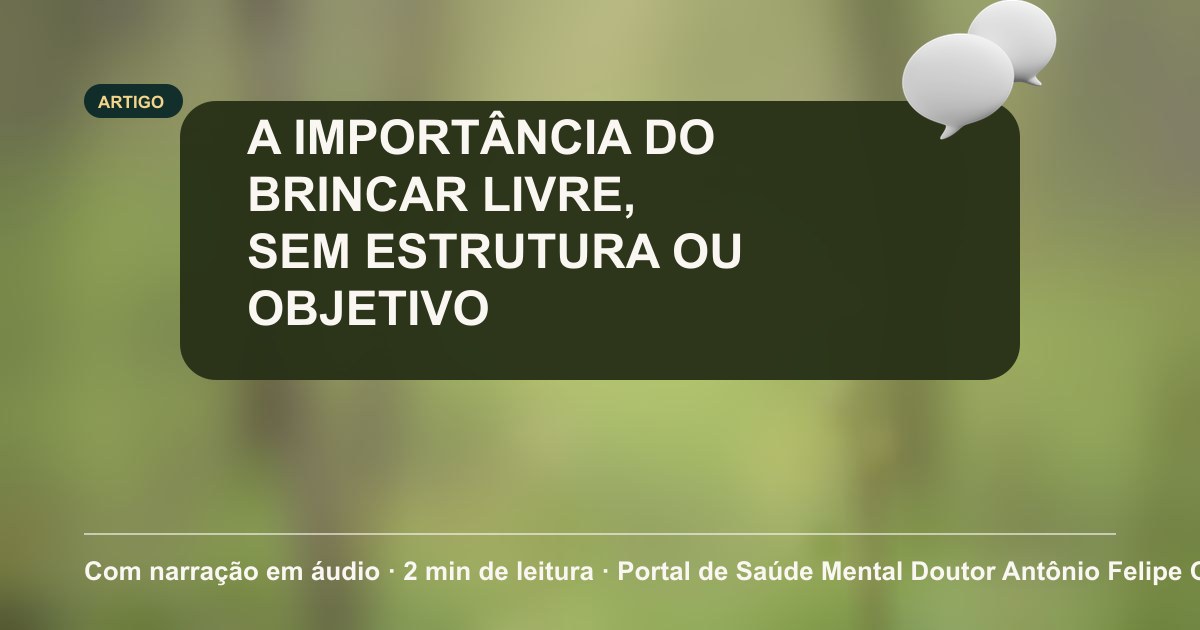 ARTIGO
A IMPORTÂNCIA DO
BRINCAR LIVRE,
SEM ESTRUTURA OU
OBJETIVO
Com narração em áudio · 2 min de leitura · Portal de Saúde Mental Doutor Antônio Felipe